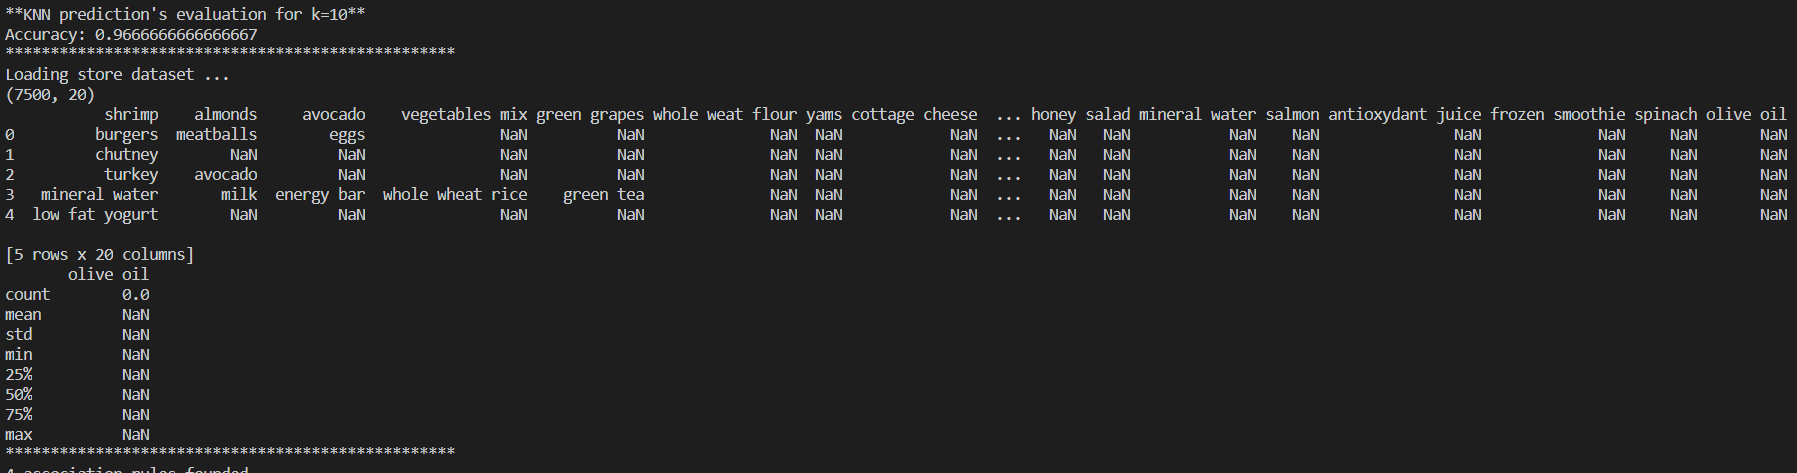 **KNN prediction's evaluation for k=10**
Accuracy: 0.9666666666666667
**************************************************
Loading store dataset ...
(7500, 20)
shrimp almonds avocado vegetables mix green grapes whole weat flour yams cottage cheese ... honey salad mineral water salmon antioxydant juice frozen smoothie spinach olive oil
0 burgers meatballs eggs NaN NaN NaN NaN NaN ... NaN NaN NaN NaN NaN NaN NaN NaN
1 chutney NaN NaN NaN NaN NaN NaN NaN ... NaN NaN NaN NaN NaN NaN NaN NaN
2 turkey avocado NaN NaN NaN NaN NaN NaN ... NaN NaN NaN NaN NaN NaN NaN NaN
3 mineral water milk energy bar whole wheat rice green tea NaN NaN NaN ... NaN NaN NaN NaN NaN NaN NaN NaN
4 low fat yogurt NaN NaN NaN NaN NaN NaN NaN ... NaN NaN NaN NaN NaN NaN NaN NaN
[5 rows x 20 columns]
olive oil
count 0.0
mean NaN
std NaN
min NaN
25% NaN
50% NaN
75% NaN
max NaN
**************************************************
4 association rules founded